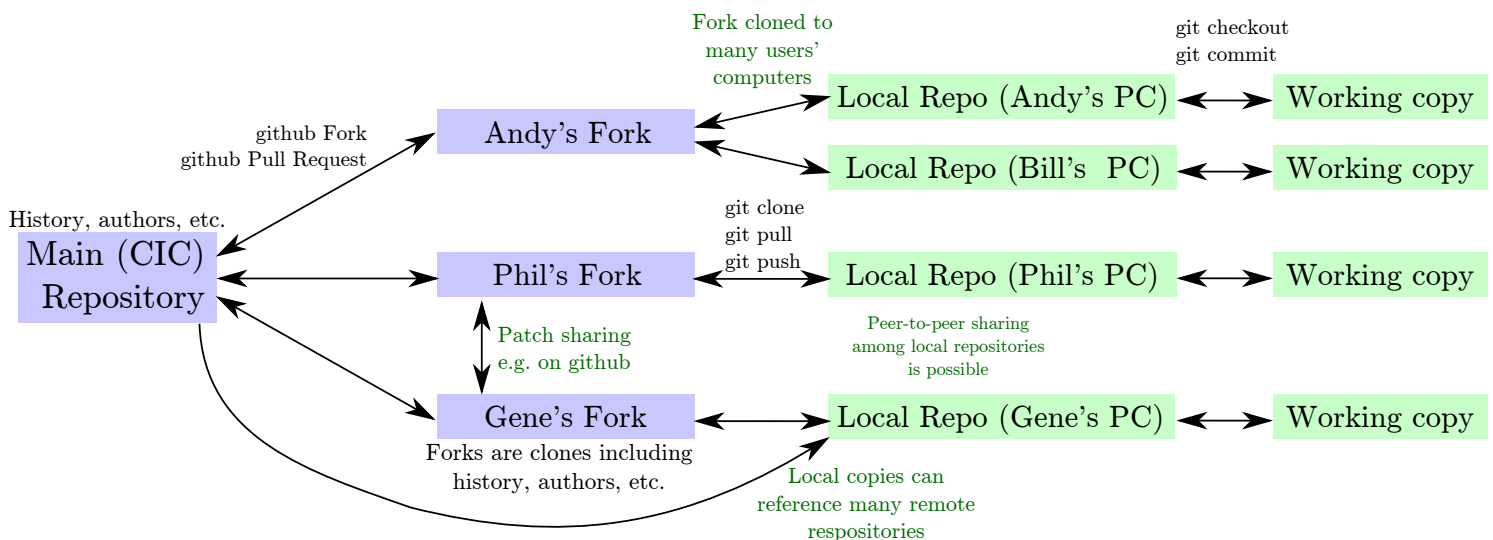 Fork cloned to
many users'
computers
git checkout
git commit
Local Repo (Andy's PC)
Working copy
github Fork
github Pull Request
Andy's Fork
Local Repo (Bill's PC)
Working copy
History, authors, etc.
Main (CIC)
Repository
git clone
git pull
git push
Phil's Fork
Local Repo (Phil's PC)
Working copy
Patch sharing
e.g. on github
Peer-to-peer sharing
among local repositories
is possible
Gene's Fork
Local Repo (Gene's PC)
Working copy
Forks are clones including
history, authors, etc.
Local copies can
reference many remote
respositories